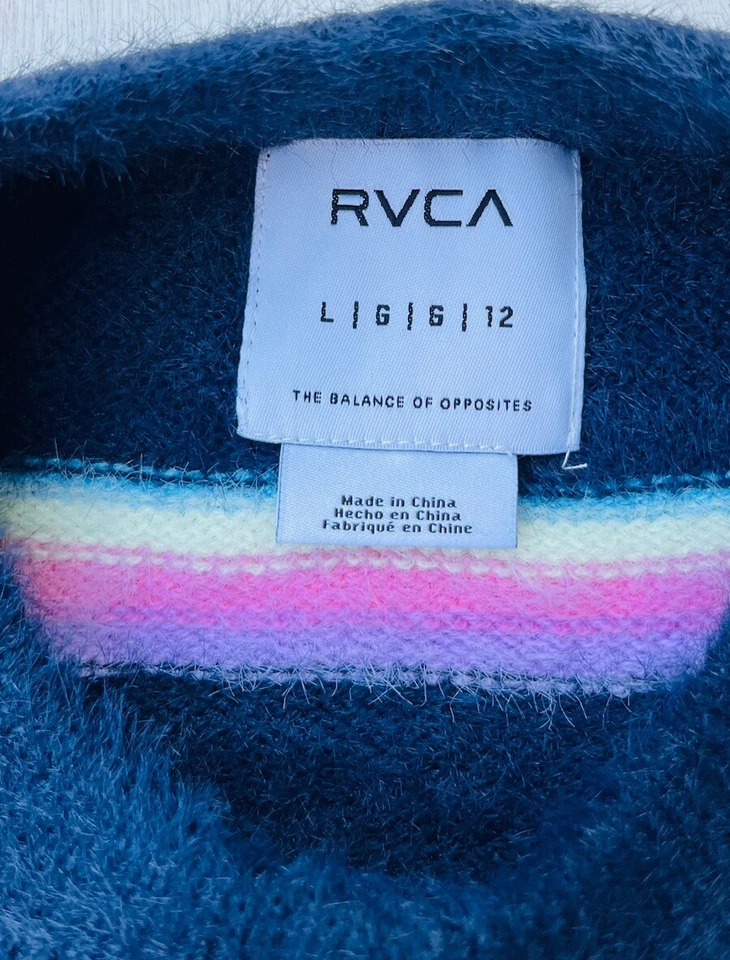 RVCA
L | G | G | 12
THE BALANCE OF OPPOSITES
Made in China
Hecho en China
Fabriqué en Chine